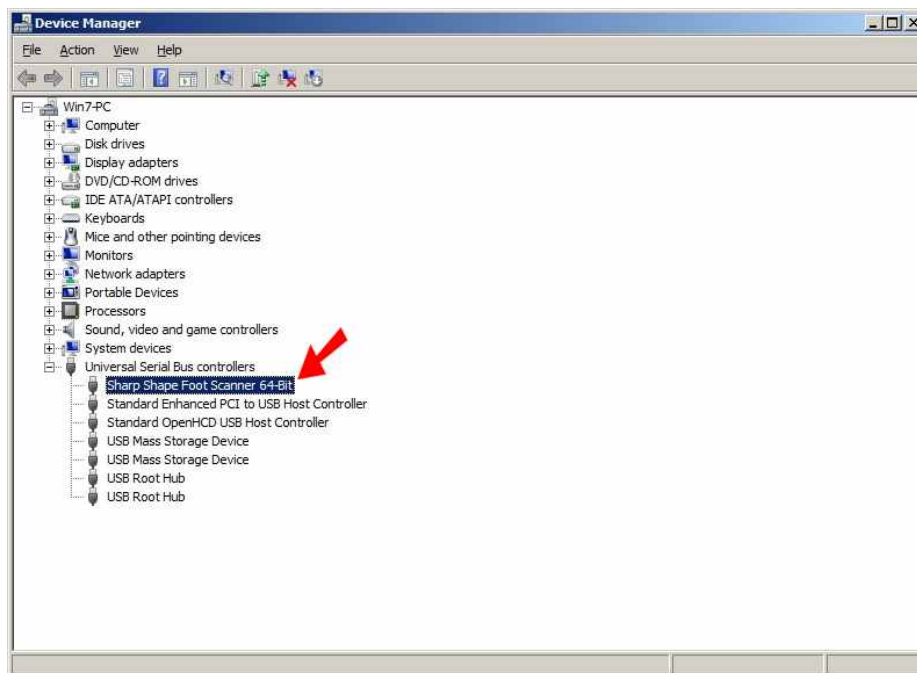 Device Manager
File Action View Help
Win7-PC
Computer
Disk drives
Display adapters
DVD/CD-ROM drives
IDE ATA/ATAPI controllers
Keyboards
Mice and other pointing devices
Monitors
Network adapters
Portable Devices
Processors
Sound, video and game controllers
System devices
Universal Serial Bus controllers
Sharp Shape Foot Scanner 64-Bit
Standard Enhanced PCI to USB Host Controller
Standard OpenHCD USB Host Controller
USB Mass Storage Device
USB Mass Storage Device
USB Root Hub
USB Root Hub